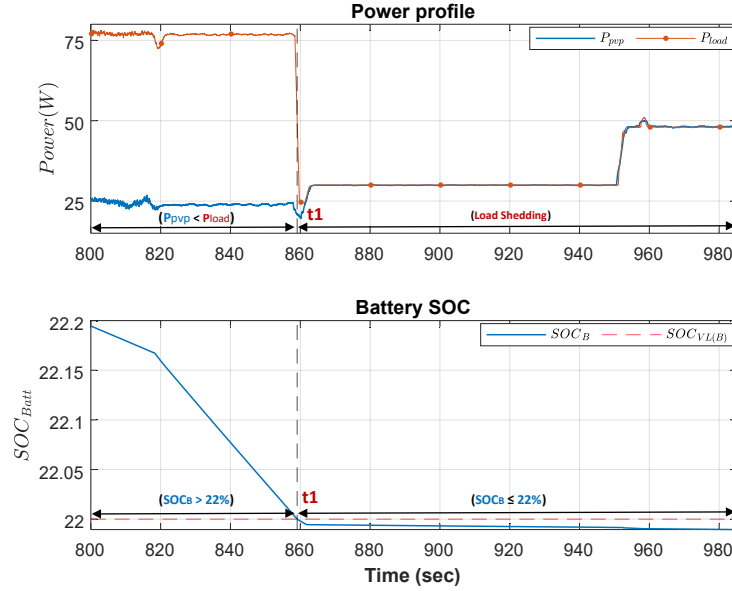 Power profile
Power(W)
75
50
25
P_pvp
P_load
(Ppvp < Pload)
t1
(Load Shedding)
800 820 840 860 880 900 920 940 960 980
Battery SOC
SOC_Batt
22.2
22.15
22.1
22.05
22
SOC_B
SOC_VL(B)
(SOCB > 22%)
t1
(SOCB ≤ 22%)
800 820 840 860 880 900 920 940 960 980
Time (sec)